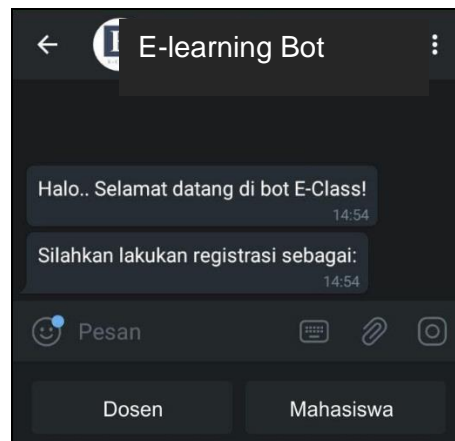 E-learning Bot
Halo.. Selamat datang di bot E-Class!
14:54
Silahkan lakukan registrasi sebagai:
14:54
Pesan
Dosen
Mahasiswa